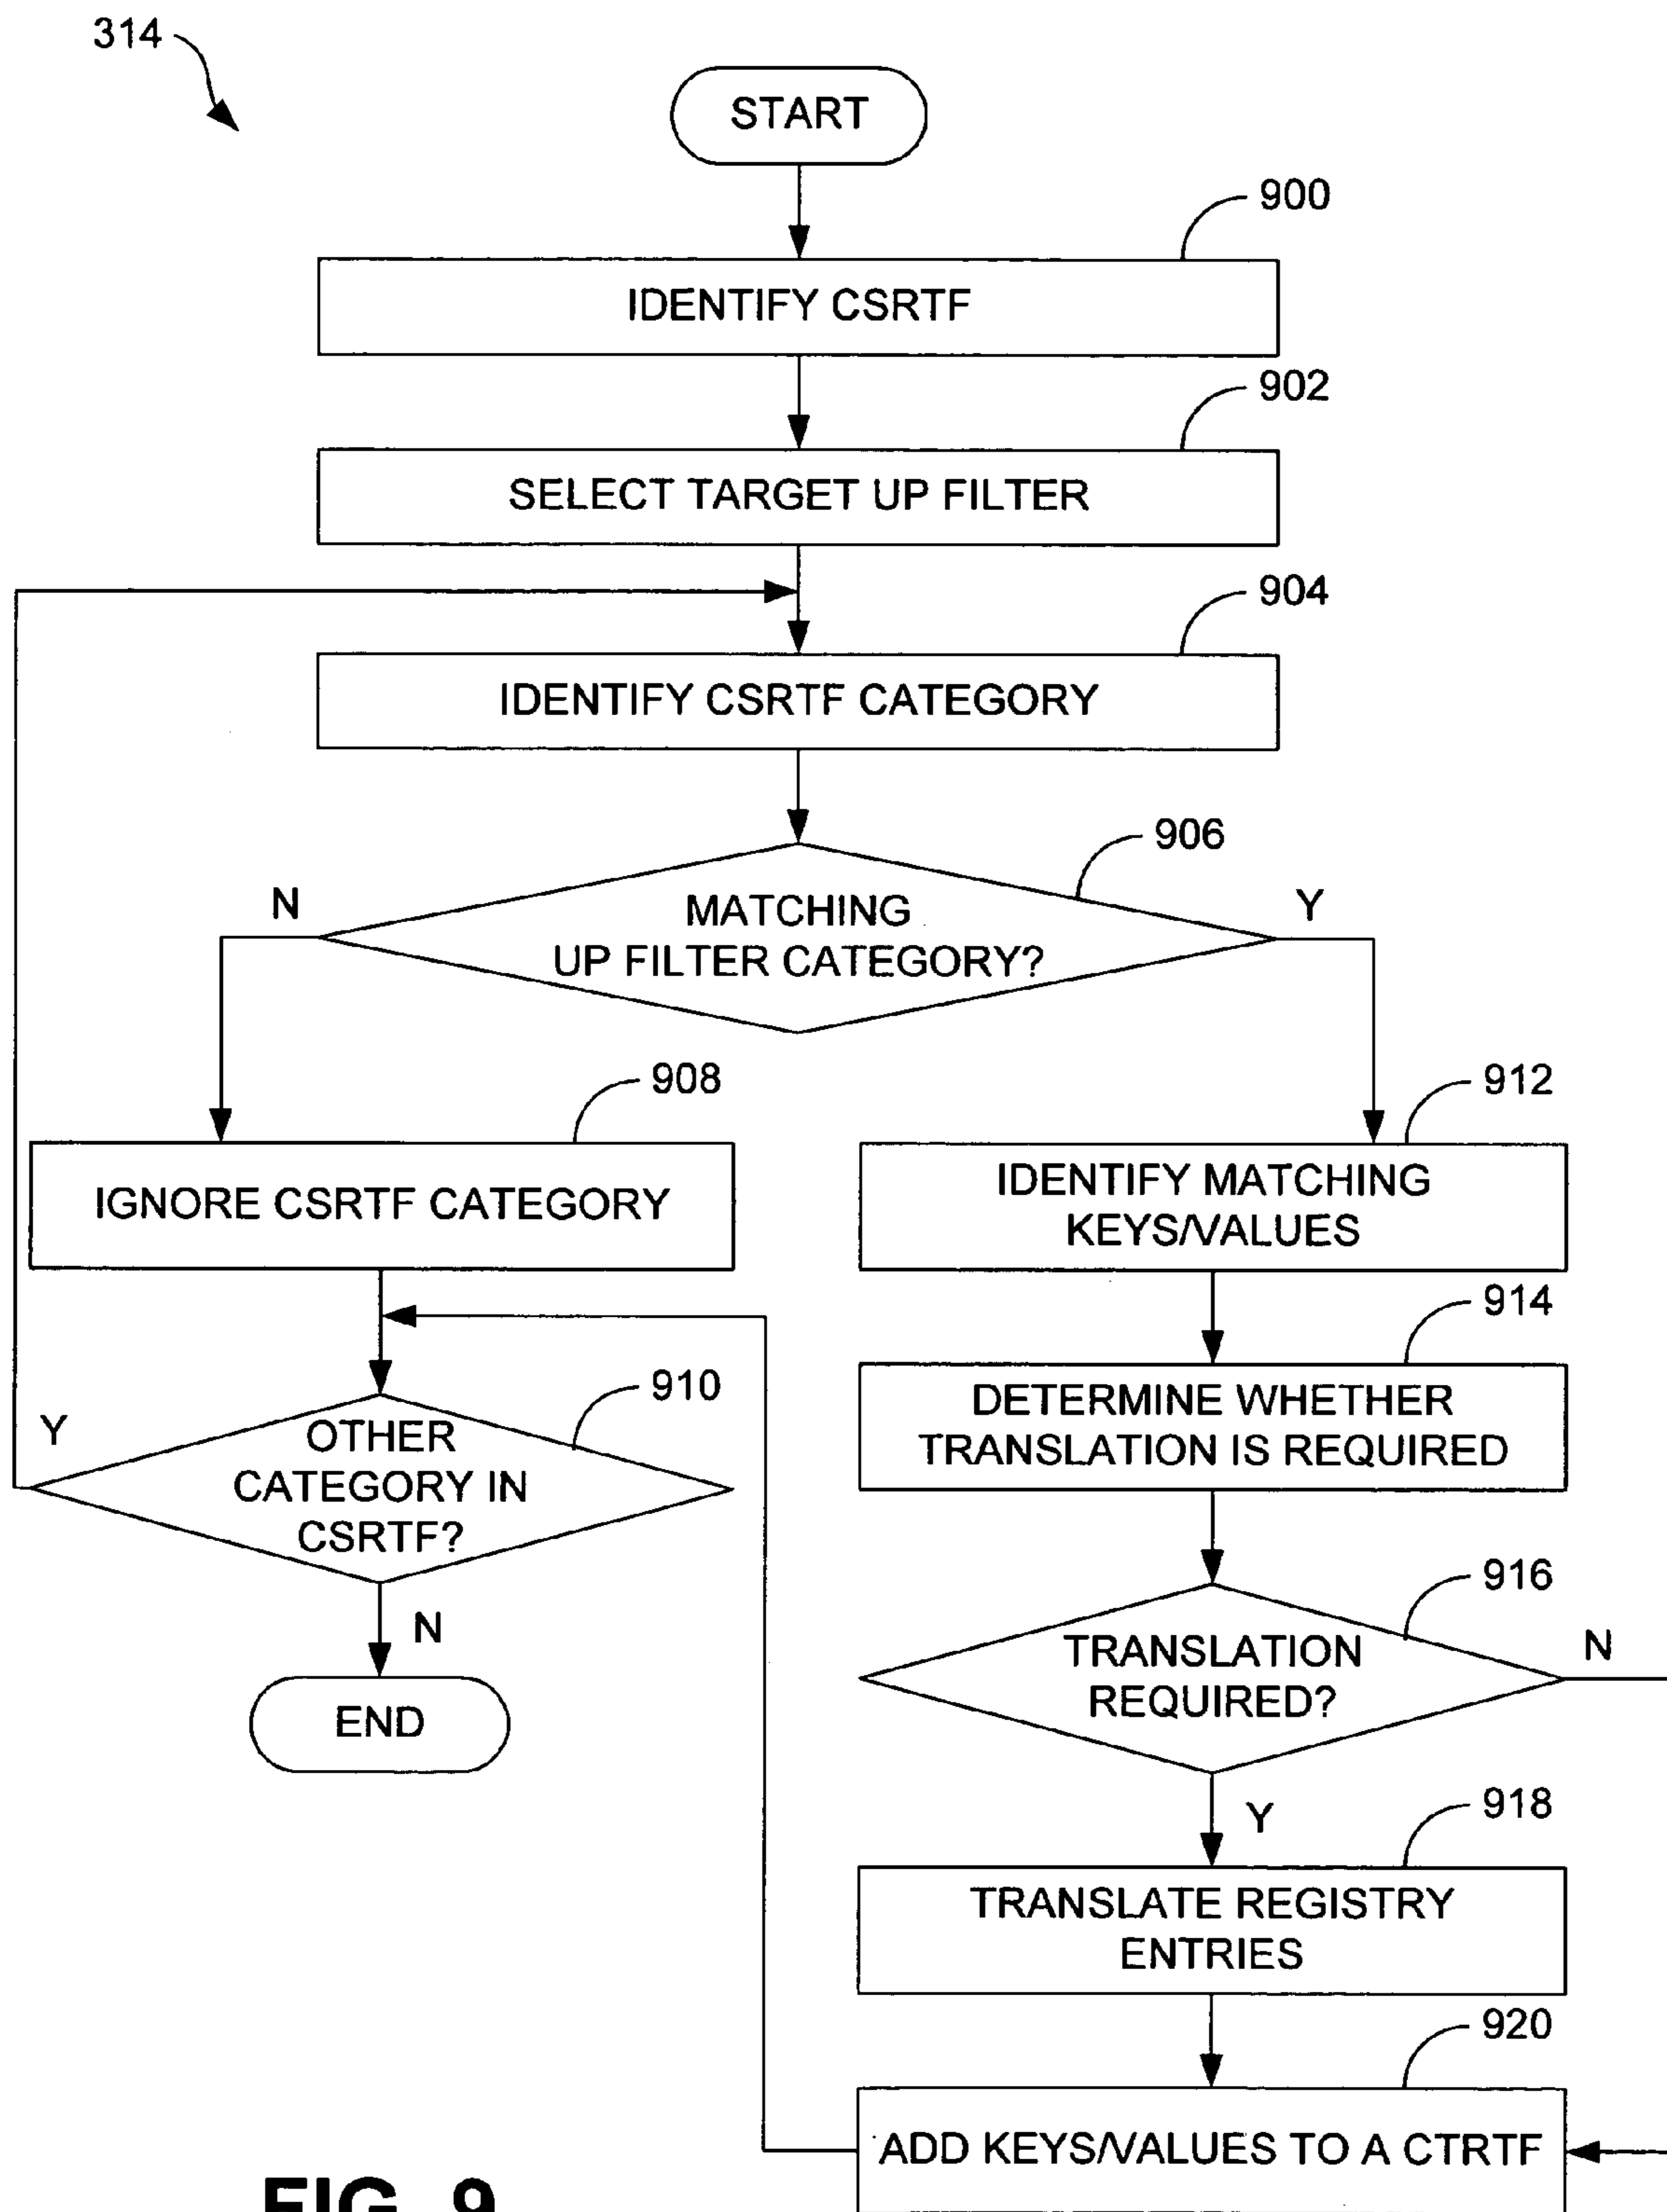 314
START
900
IDENTIFY CSRTF
902
SELECT TARGET UP FILTER
904
IDENTIFY CSRTF CATEGORY
906
N
MATCHING
UP FILTER CATEGORY?
Y
908
IGNORE CSRTF CATEGORY
912
IDENTIFY MATCHING
KEYS/VALUES
914
DETERMINE WHETHER
TRANSLATION IS REQUIRED
910
Y
OTHER
CATEGORY IN
CSRTF?
N
END
916
TRANSLATION
REQUIRED?
N
Y
918
TRANSLATE REGISTRY
ENTRIES
920
ADD KEYS/VALUES TO A CTRTF
FIG. 9